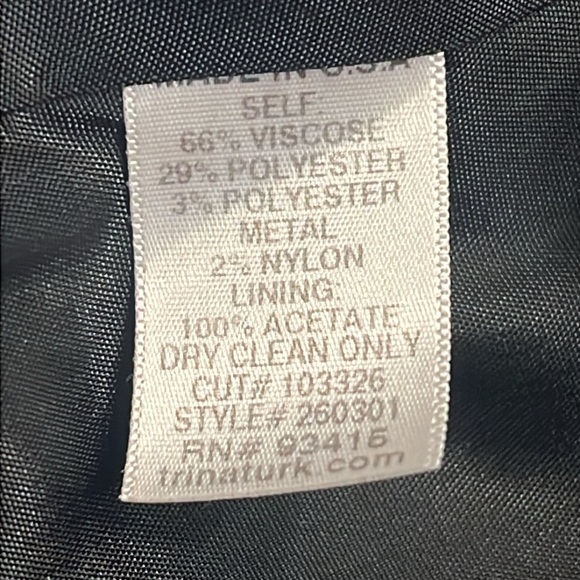 MADE IN U.S.A
SELF:
66% VISCOSE
29% POLYESTER
3% POLYESTER
METAL
2% NYLON
LINING:
100% ACETATE
DRY CLEAN ONLY
CUT# 103326
STYLE# 260301
RN# 93415
trinaturk.com